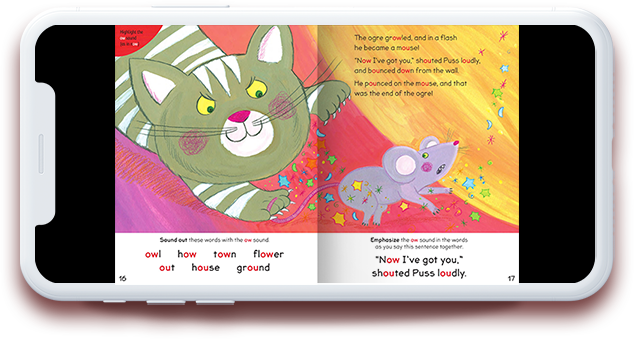 Highlight the
ow sound
The ogre growled, and in a flash
he became a mouse!
"Now I've got you," shouted Puss loudly,
and bounced down from the wall.
He pounced on the mouse, and that
was the end of the ogre!
Sound out these words with the ow sound
owl how town flower
out house ground
16
Emphasize the ow sound in the words
as you say this sentence together.
"Now I've got you,"
shouted Puss loudly.
17